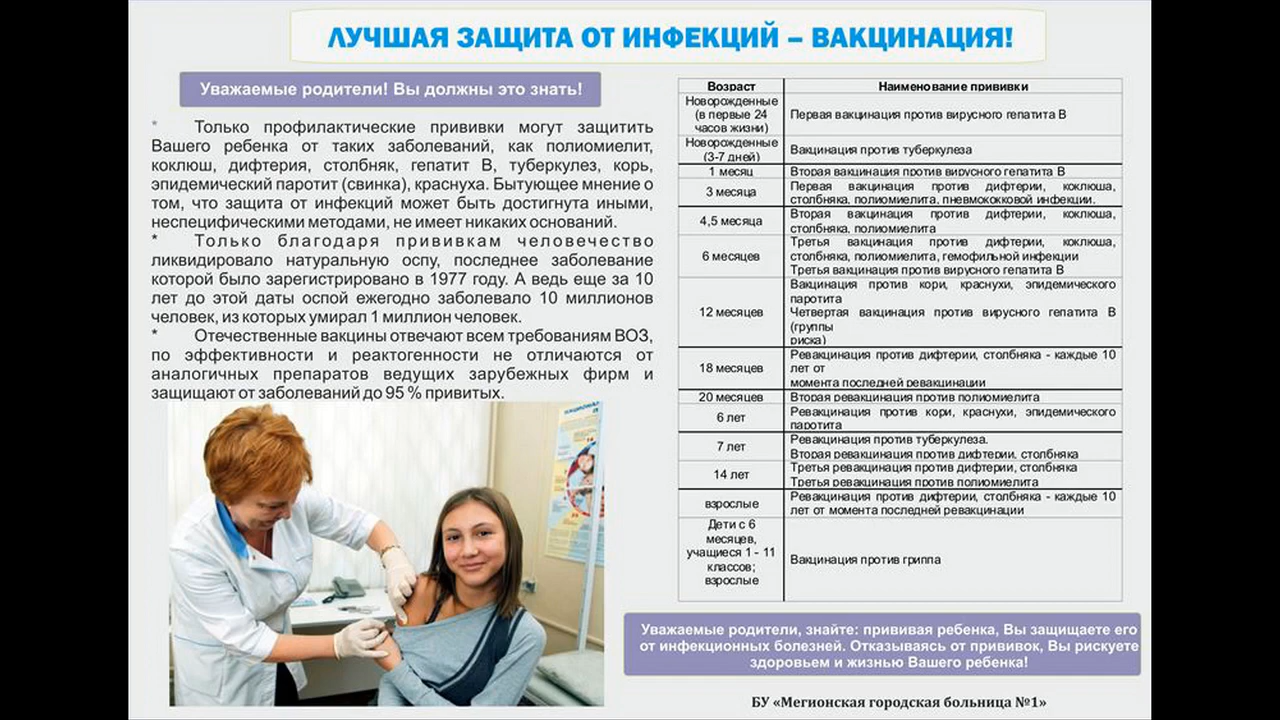 ЛУЧШАЯ ЗАЩИТА ОТ ИНФЕКЦИЙ – ВАКЦИНАЦИЯ!
Уважаемые родители! Вы должны это знать!
* Только профилактические прививки могут защитить
Вашего ребенка от таких заболеваний, как полиомиелит,
коклюш, дифтерия, столбняк, гепатит В, туберкулез, корь,
эпидемический паротит (свинка), краснуха. Бытующее мнение о
том, что защита от инфекций может быть достигнута иными,
неспецифическими методами, не имеет никаких оснований.
* Только благодаря прививкам человечество
ликвидировало натуральную оспу, последнее заболевание
которой было зарегистрировано в 1977 году. А ведь еще за 10
лет до этой даты оспой ежегодно заболевало 10 миллионов
человек, из которых умирал 1 миллион человек.
* Отечественные вакцины отвечают всем требованиям ВОЗ,
по эффективности и реактогенности не отличаются от
аналогичных препаратов ведущих зарубежных фирм и
защищают от заболеваний до 95 % привитых.
Возраст Наименование прививки
Новорожденные
(в первые 24
часов жизни)
Первая вакцинация против вирусного гепатита В
Новорожденные
(3-7 дней)
Вакцинация против туберкулеза
1 месяц Вторая вакцинация против вирусного гепатита В
3 месяца
Первая вакцинация против дифтерии, коклюша,
столбняка, полиомиелита, пневмококковой инфекции.
4,5 месяца
Вторая вакцинация против дифтерии, коклюша,
столбняка, полиомиелита
6 месяцев
Третья вакцинация против дифтерии, коклюша,
столбняка, полиомиелита, гемофильной инфекции
Третья вакцинация против вирусного гепатита В
12 месяцев
Вакцинация против кори, краснухи, эпидемического
паротита
Четвертая вакцинация против вирусного гепатита В
(группы
риска)
18 месяцев
Ревакцинация против дифтерии, столбняка - каждые 10
лет от
момента последней ревакцинации
20 месяцев Вторая ревакцинация против полиомиелита
6 лет
Ревакцинация против кори, краснухи, эпидемического
паротита
7 лет
Ревакцинация против туберкулеза.
Вторая ревакцинация против дифтерии, столбняка
14 лет
Третья ревакцинация против дифтерии, столбняка
Третья ревакцинация против полиомиелита
взрослые
Ревакцинация против дифтерии, столбняка - каждые 10
лет от момента последней ревакцинации
Дети с 6
месяцев,
учащиеся 1 - 11
классов;
взрослые
Вакцинация против гриппа
Уважаемые родители, знайте: прививая ребенка, Вы защищаете его
от инфекционных болезней. Отказываясь от прививок, Вы рискуете
здоровьем и жизнью Вашего ребенка!
БУ «Мегионская городская больница №1»